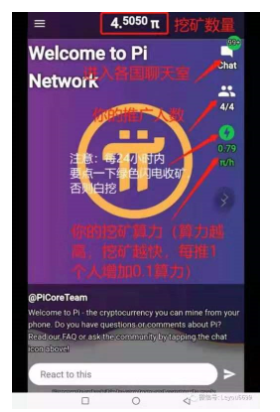 4.5050 π 挖矿数量
Welcome to Pi
Network
进入各国聊天室
Chat
你的推广人数
4/4
注意：每24小时内
要点一下绿色闪电收矿，
否则白挖
0.79
π/h
你的挖矿算力（算力越
高，挖矿越快，每推1
个人增加0.1算力）
@PiCoreTeam
Welcome to Pi - the cryptocurrency you can mine from your
phone. Do you have questions or comments about Pi?
Read our FAQ or ask the community by tapping the chat
icon above!
React to this